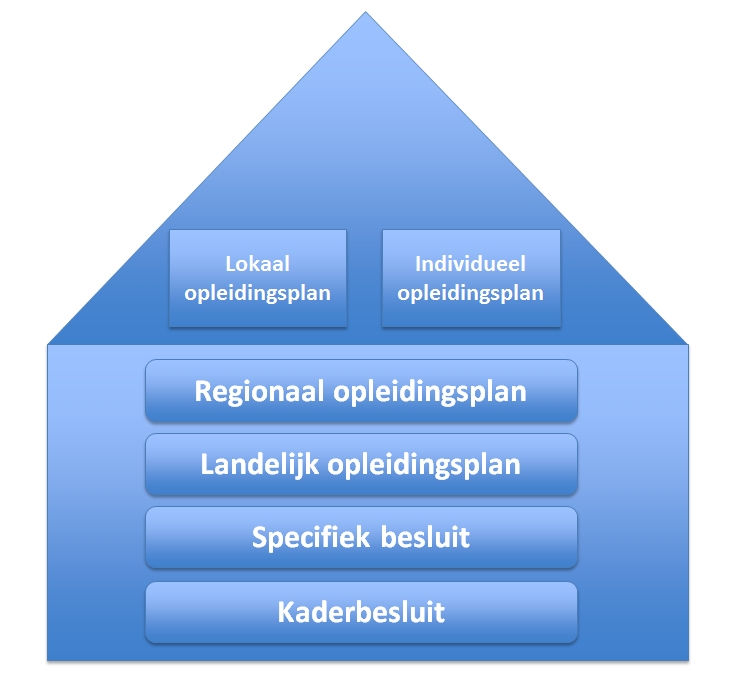 Lokaal
opleidingsplan
Individueel
opleidingsplan
Regionaal opleidingsplan
Landelijk opleidingsplan
Specifiek besluit
Kaderbesluit